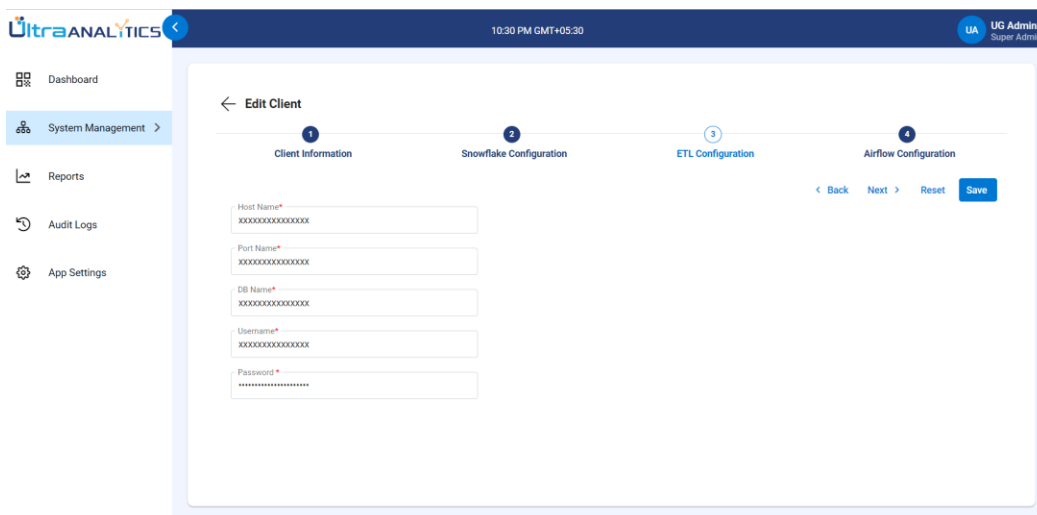 ÜltraANALYTICS
10:30 PM GMT+05:30
UA
UG Admin
Super Admi
Dashboard
System Management >
Reports
Audit Logs
App Settings
Edit Client
1
2
3
4
Client Information
Snowflake Configuration
ETL Configuration
Airflow Configuration
< Back Next > Reset Save
Host Name*
XXXXXXXXXXXXXXX
Port Name*
XXXXXXXXXXXXXXX
DB Name*
XXXXXXXXXXXXXXX
Username*
XXXXXXXXXXXXXXX
Password *